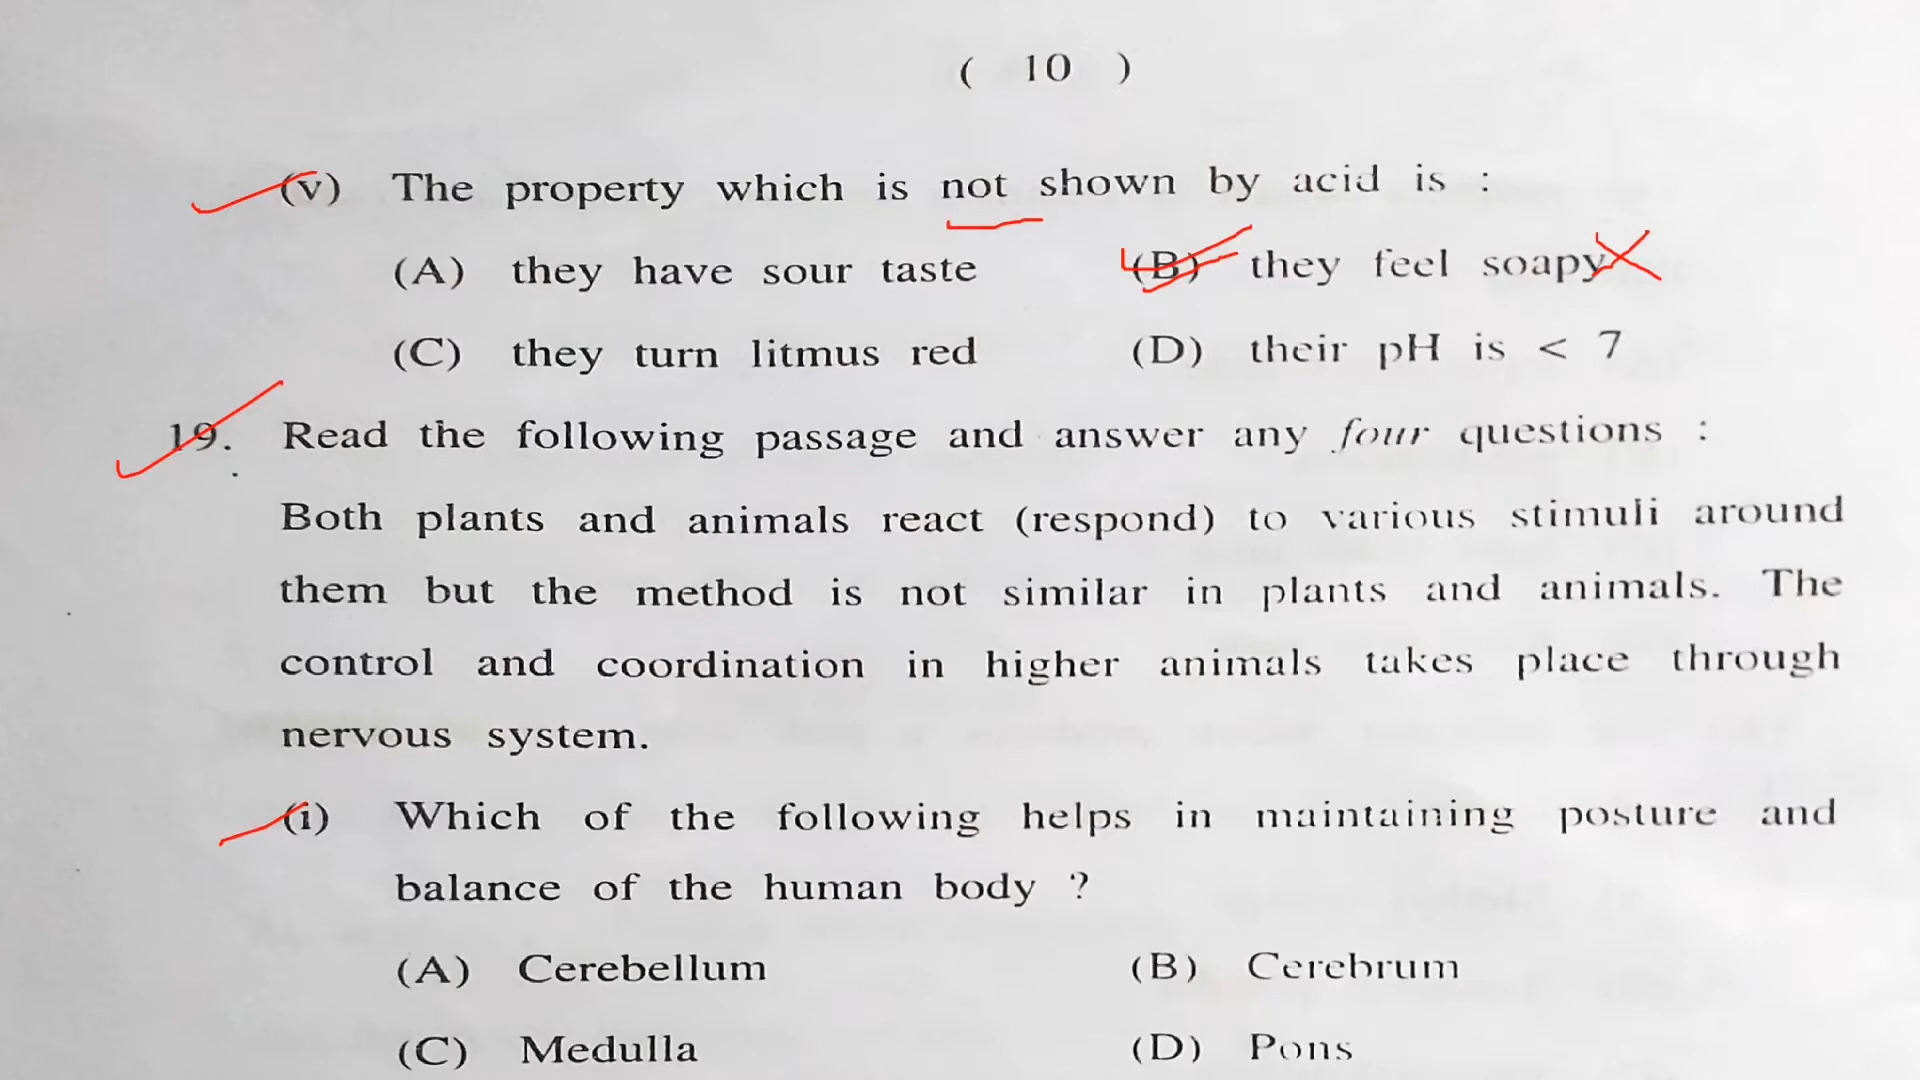 ( 10 )
(v) The property which is not shown by acid is :
(A) they have sour taste (B) they feel soapy
(C) they turn litmus red (D) their pH is < 7
19. Read the following passage and answer any four questions :
Both plants and animals react (respond) to various stimuli around
them but the method is not similar in plants and animals. The
control and coordination in higher animals takes place through
nervous system.
(i) Which of the following helps in maintaining posture and
balance of the human body ?
(A) Cerebellum (B) Cerebrum
(C) Medulla (D) Pons